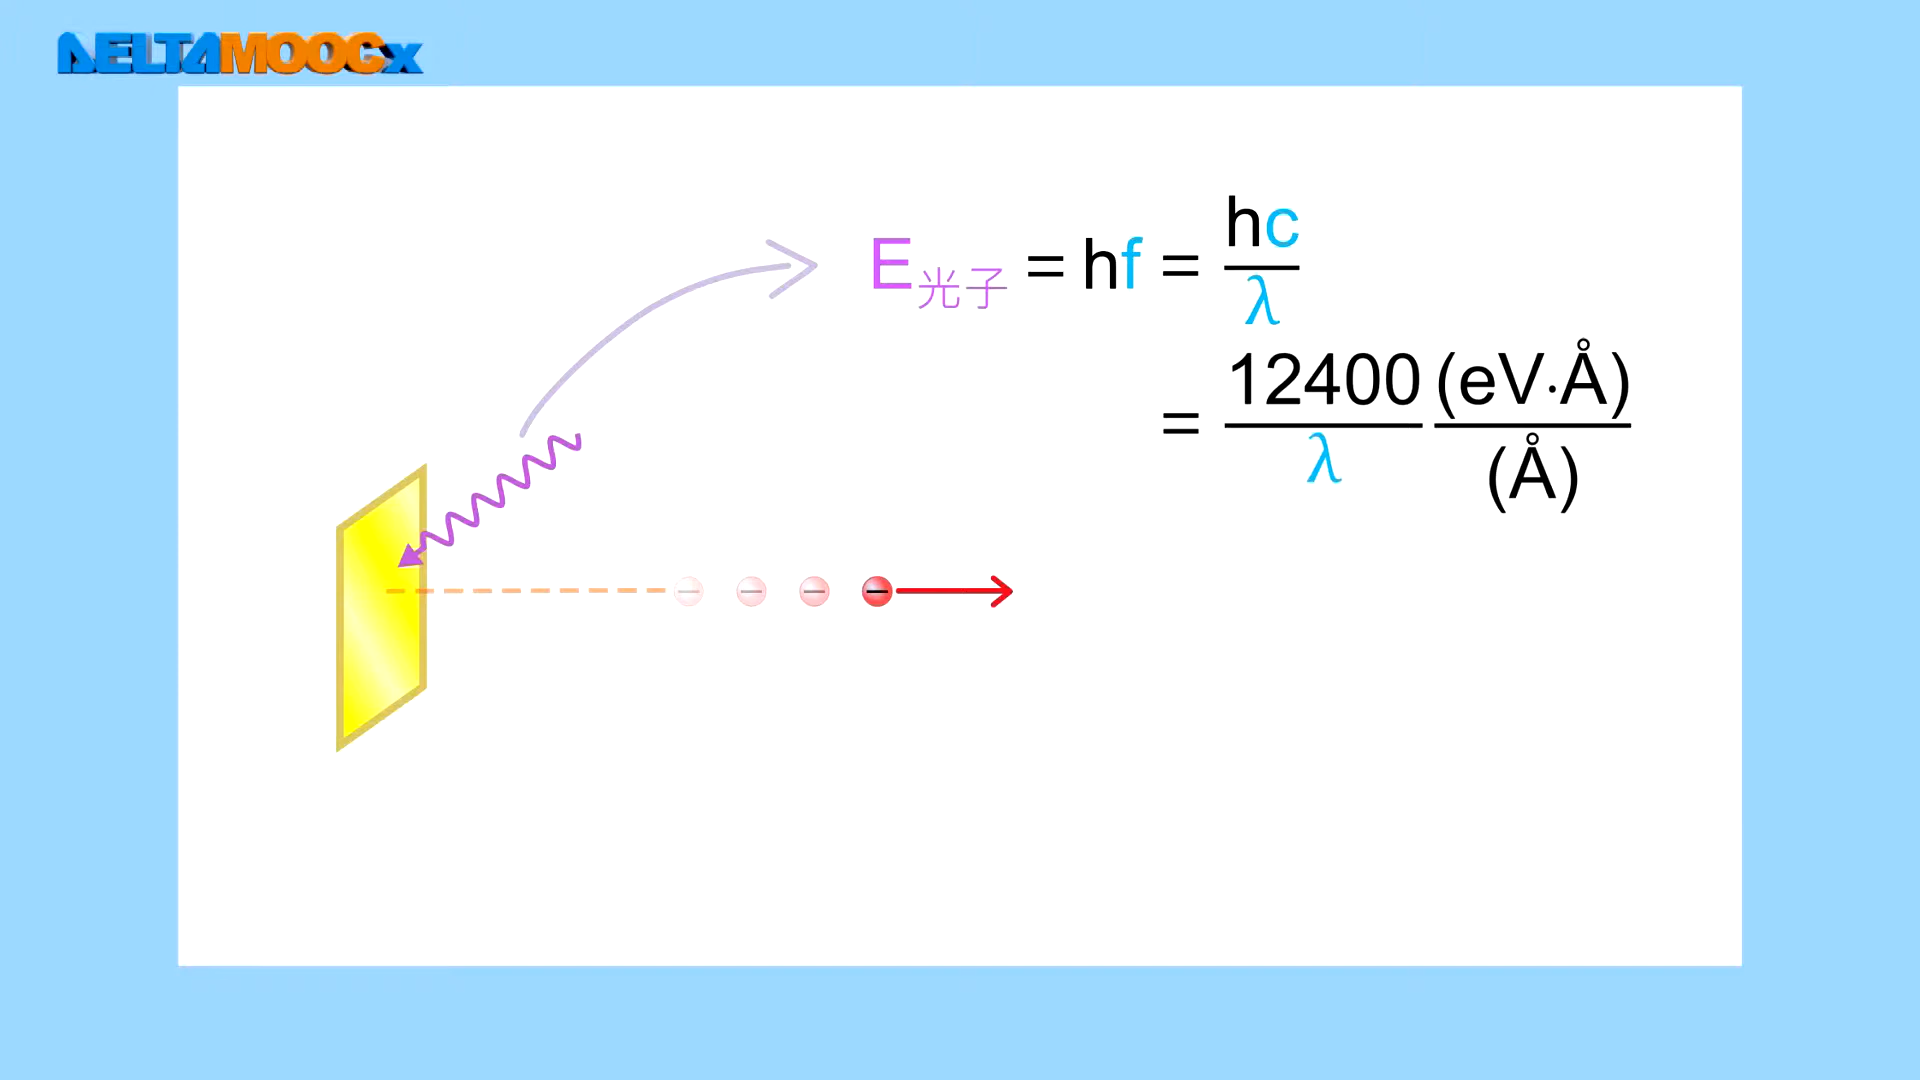 DELTAMOOCx
E光子 = hf = hc/λ
= 12400/λ (eV·Å)/(Å)